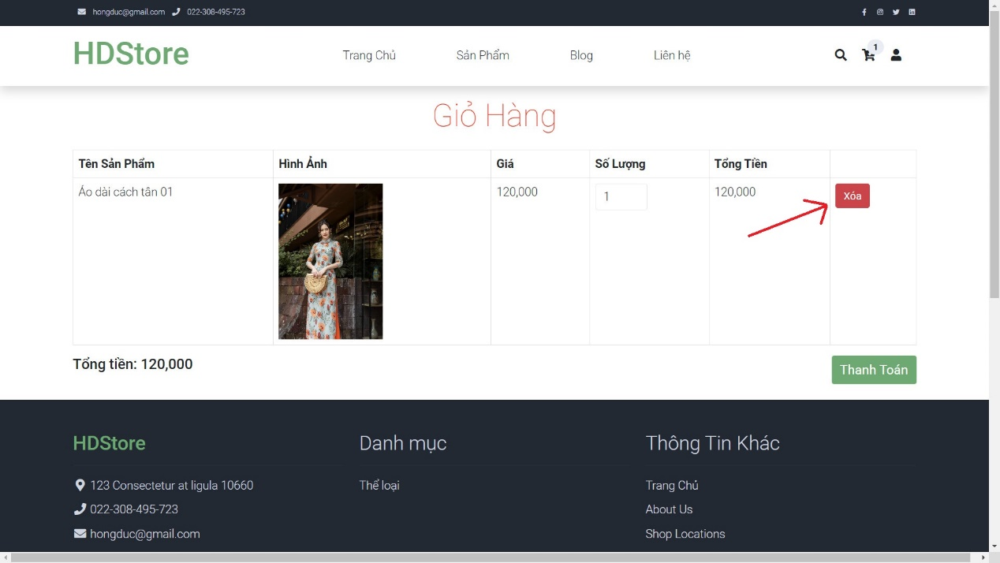 hongduc@gmail.com 022-308-495-723
HDStore Trang Chủ Sản Phẩm Blog Liên hệ 1
Giỏ Hàng
Tên Sản Phẩm Hình Ảnh Giá Số Lượng Tổng Tiền
Áo dài cách tân 01 120,000 1 120,000 Xóa
Tổng tiền: 120,000 Thanh Toán
HDStore Danh mục Thông Tin Khác
123 Consectetur at ligula 10660 Thể loại Trang Chủ
022-308-495-723 About Us
hongduc@gmail.com Shop Locations